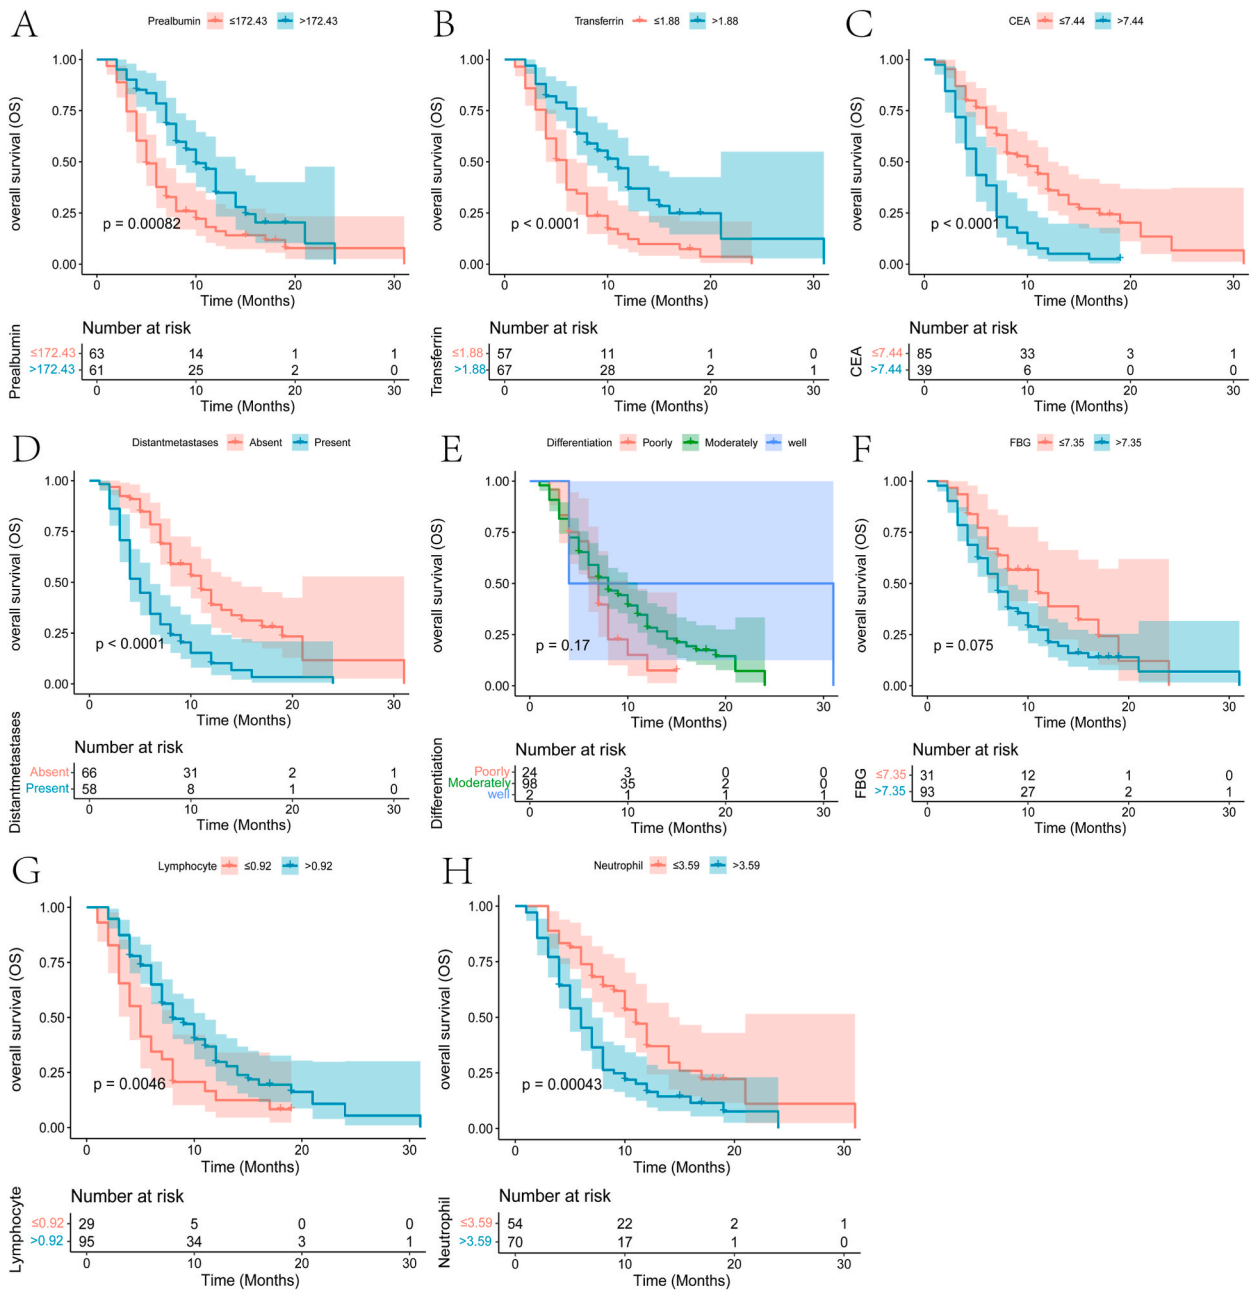 A
Prealbumin ≤172.43 >172.43
overall survival (OS)
1.00
0.75
0.50
0.25
0.00
p = 0.00082
0 10 20 30
Time (Months)
Number at risk
Prealbumin
≤172.43 63 14 1 1
>172.43 61 25 2 0
0 10 20 30
Time (Months)
B
Transferrin ≤1.88 >1.88
overall survival (OS)
1.00
0.75
0.50
0.25
0.00
p < 0.0001
0 10 20 30
Time (Months)
Number at risk
Transferrin
≤1.88 57 11 1 0
>1.88 67 28 2 1
0 10 20 30
Time (Months)
C
CEA ≤7.44 >7.44
overall survival (OS)
1.00
0.75
0.50
0.25
0.00
p < 0.0001
0 10 20 30
Time (Months)
Number at risk
CEA
≤7.44 85 33 3 1
>7.44 39 6 0 0
0 10 20 30
Time (Months)
D
Distantmetastases Absent Present
overall survival (OS)
1.00
0.75
0.50
0.25
0.00
p < 0.0001
0 10 20 30
Time (Months)
Number at risk
Distantmetastases
Absent 66 31 2 1
Present 58 8 1 0
0 10 20 30
Time (Months)
E
Differentiation Poorly Moderately well
overall survival (OS)
1.00
0.75
0.50
0.25
0.00
p = 0.17
0 10 20 30
Time (Months)
Number at risk
Differentiation
Poorly 24 3 0 0
Moderately 98 35 2 0
well 2 1 1 1
0 10 20 30
Time (Months)
F
FBG ≤7.35 >7.35
overall survival (OS)
1.00
0.75
0.50
0.25
0.00
p = 0.075
0 10 20 30
Time (Months)
Number at risk
FBG
≤7.35 31 12 1 0
>7.35 93 27 2 1
0 10 20 30
Time (Months)
G
Lymphocyte ≤0.92 >0.92
overall survival (OS)
1.00
0.75
0.50
0.25
0.00
p = 0.0046
0 10 20 30
Time (Months)
Number at risk
Lymphocyte
≤0.92 29 5 0 0
>0.92 95 34 3 1
0 10 20 30
Time (Months)
H
Neutrophil ≤3.59 >3.59
overall survival (OS)
1.00
0.75
0.50
0.25
0.00
p = 0.00043
0 10 20 30
Time (Months)
Number at risk
Neutrophil
≤3.59 54 22 2 1
>3.59 70 17 1 0
0 10 20 30
Time (Months)